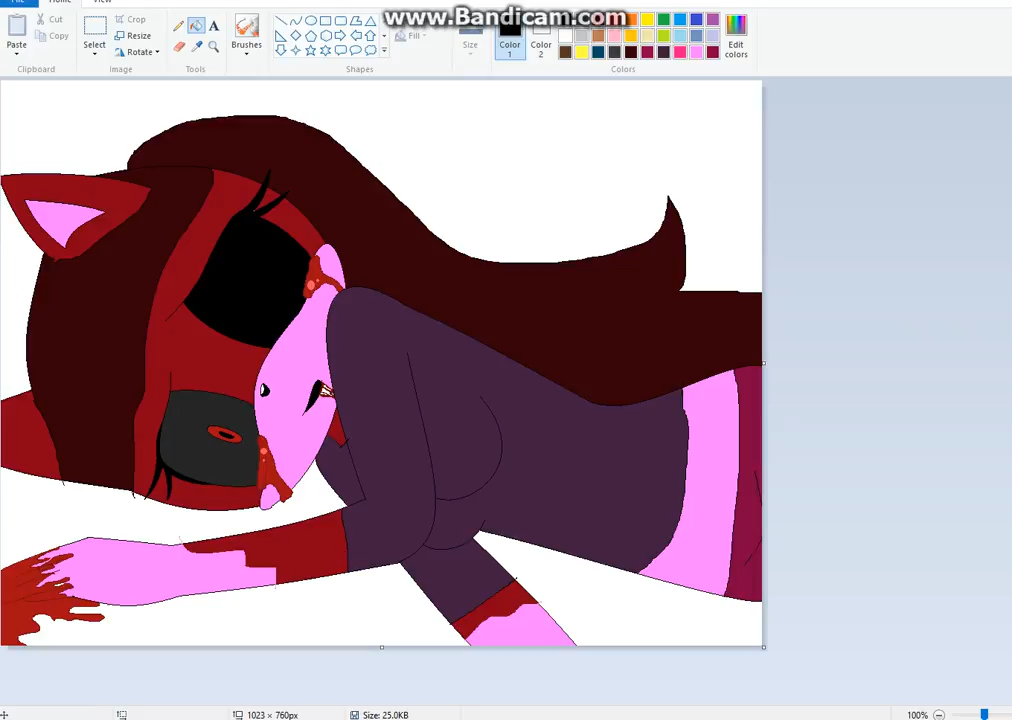 File Home View
www.Bandicam.com
Cut
Crop
Copy
Resize
Paste
Select
Rotate
Brushes
Fill
Size
Color 1
Color 2
Edit colors
Clipboard
Image
Tools
Shapes
Colors
1023 × 760px
Size: 25.0KB
100%